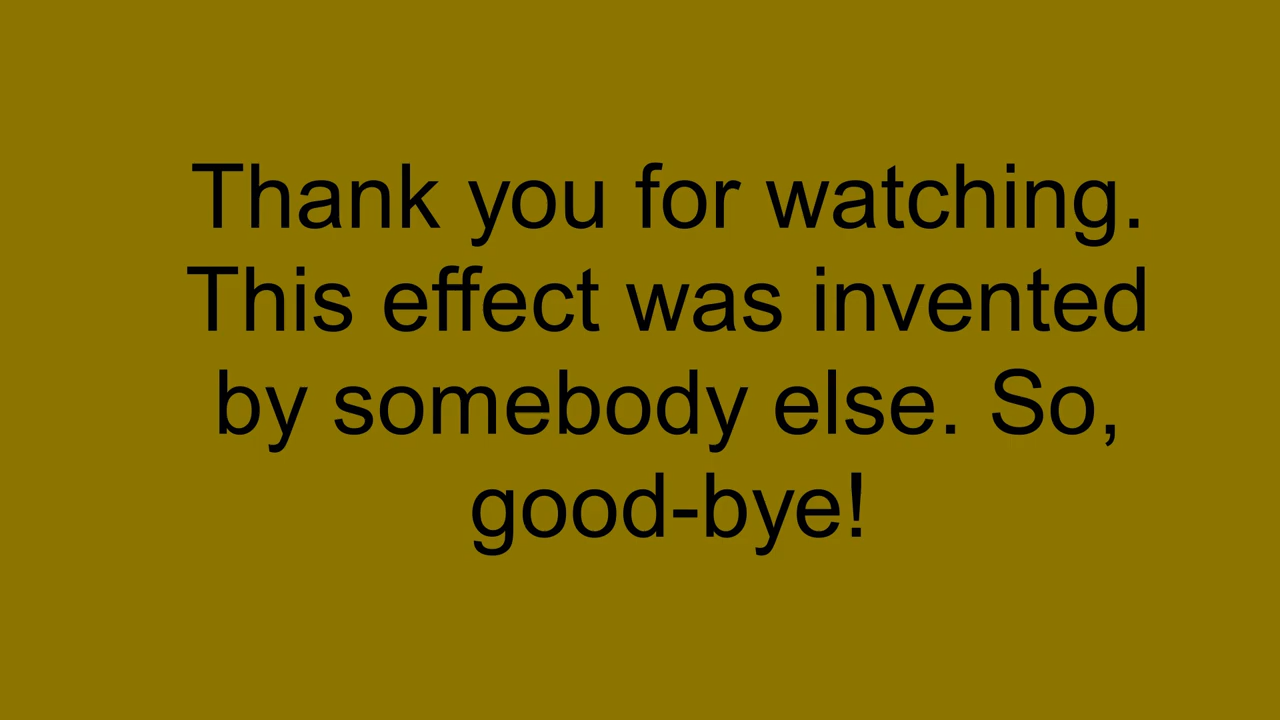 Thank you for watching.
This effect was invented
by somebody else. So,
good-bye!